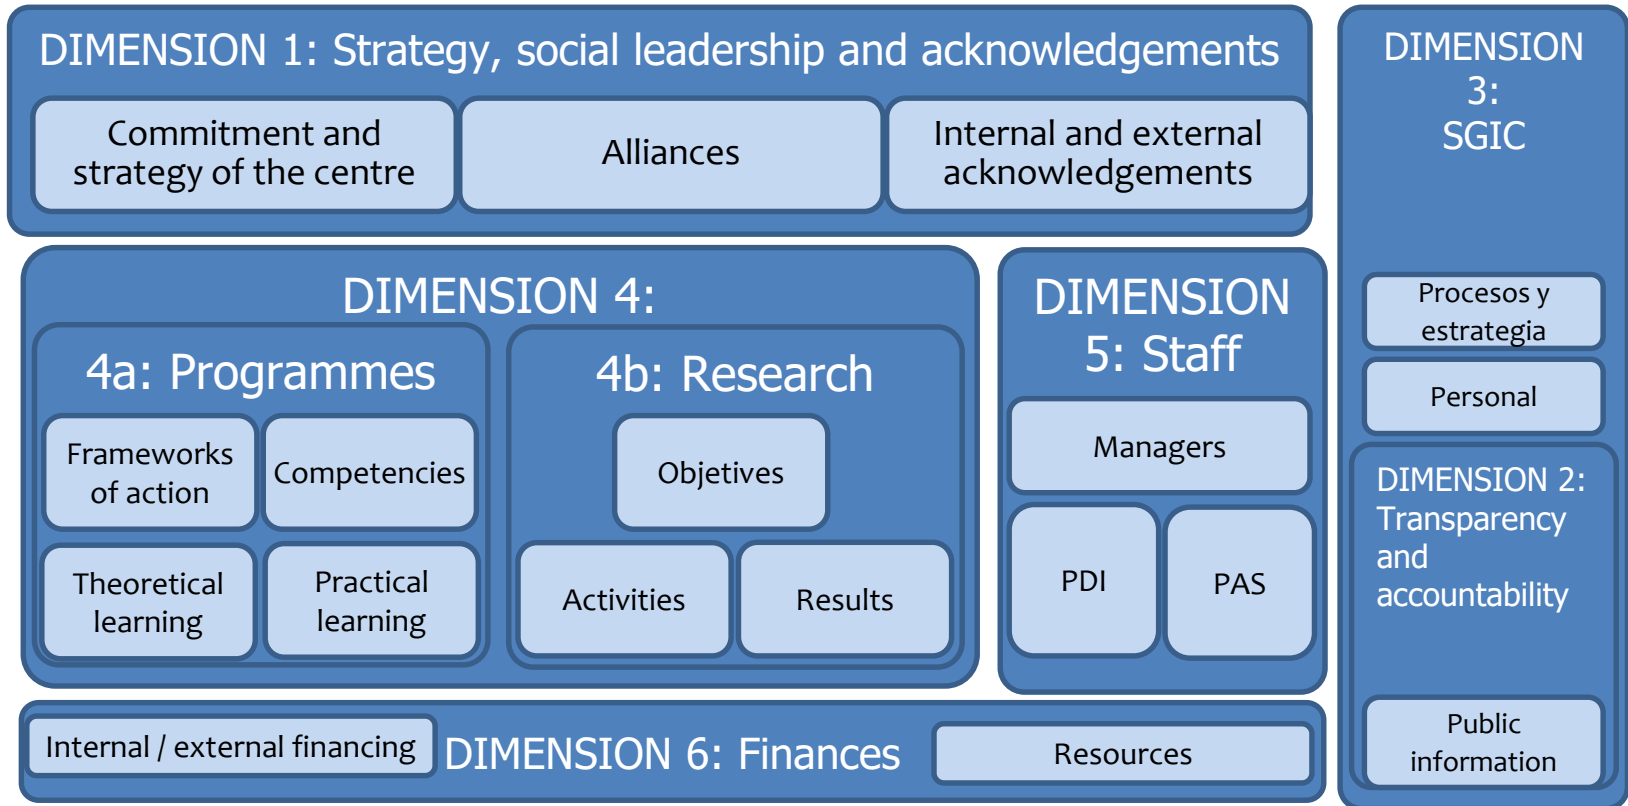 DIMENSION 1: Strategy, social leadership and acknowledgements
Commitment and
strategy of the centre
Alliances
Internal and external
acknowledgements
DIMENSION 4:
4a: Programmes
Frameworks
of action
Competencies
Theoretical
learning
Practical
learning
4b: Research
Objetives
Activities
Results
DIMENSION
5: Staff
Managers
PDI
PAS
Internal / external financing
DIMENSION 6: Finances
Resources
DIMENSION
3:
SGIC
Procesos y
estrategia
Personal
DIMENSION 2:
Transparency
and
accountability
Public
information